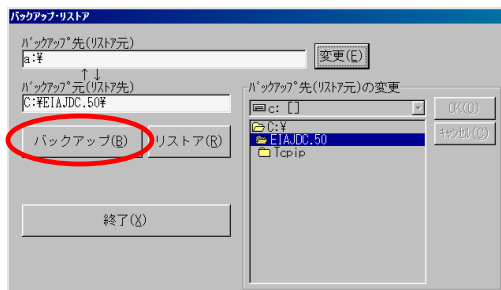 バックアップ・リストア
バックアップ先(リストア元)
a:¥
変更(E)
↑↓
バックアップ元(リストア先)
C:¥EIAJDC.50¥
バックアップ(B)
リストア(R)
終了(X)
バックアップ先(リストア元)の変更
c: []
OK(O)
キャンセル(C)
C:¥
EIAJDC.50
Tcpip